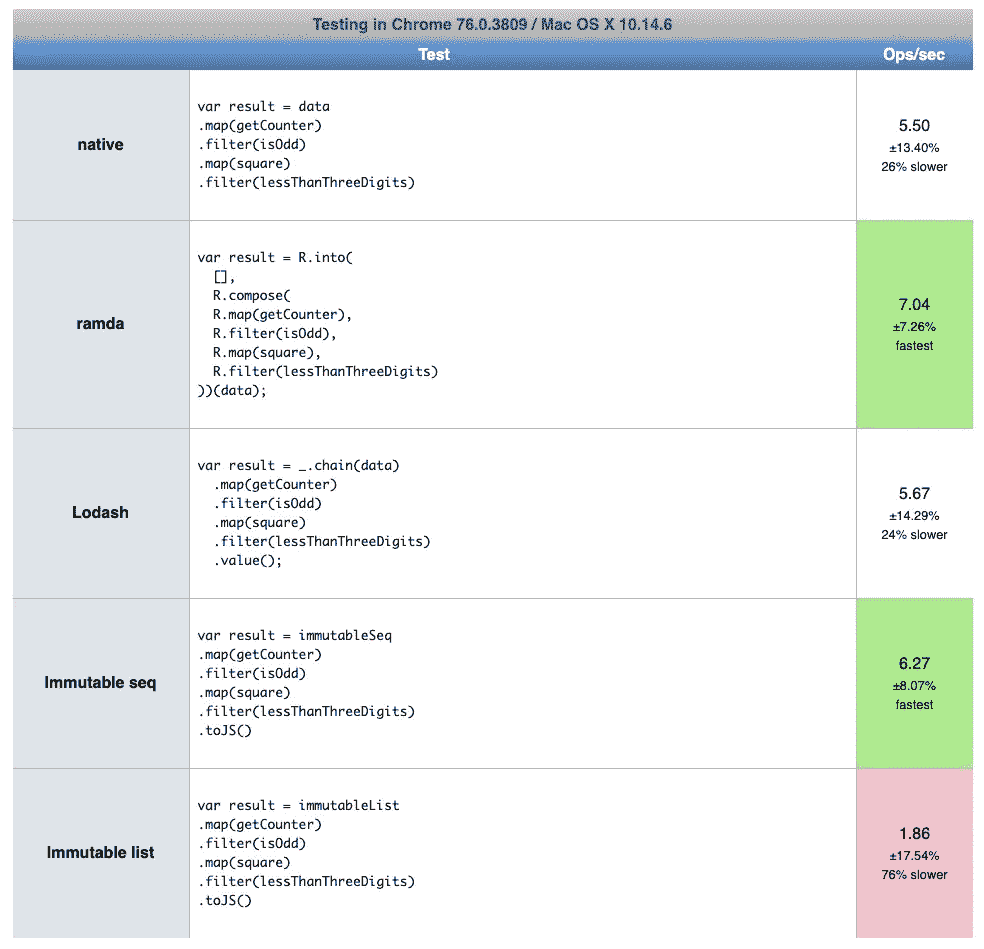 Testing in Chrome 76.0.3809 / Mac OS X 10.14.6
Test Ops/sec
native
var result = data
.map(getCounter)
.filter(isOdd)
.map(square)
.filter(lessThanThreeDigits)
5.50
±13.40%
26% slower
ramda
var result = R.into(
  [],
  R.compose(
  R.map(getCounter),
  R.filter(isOdd),
  R.map(square),
  R.filter(lessThanThreeDigits)
))(data);
7.04
±7.26%
fastest
Lodash
var result = _.chain(data)
  .map(getCounter)
  .filter(isOdd)
  .map(square)
  .filter(lessThanThreeDigits)
  .value();
5.67
±14.29%
24% slower
Immutable seq
var result = immutableSeq
.map(getCounter)
.filter(isOdd)
.map(square)
.filter(lessThanThreeDigits)
.toJS()
6.27
±8.07%
fastest
Immutable list
var result = immutableList
.map(getCounter)
.filter(isOdd)
.map(square)
.filter(lessThanThreeDigits)
.toJS()
1.86
±17.54%
76% slower